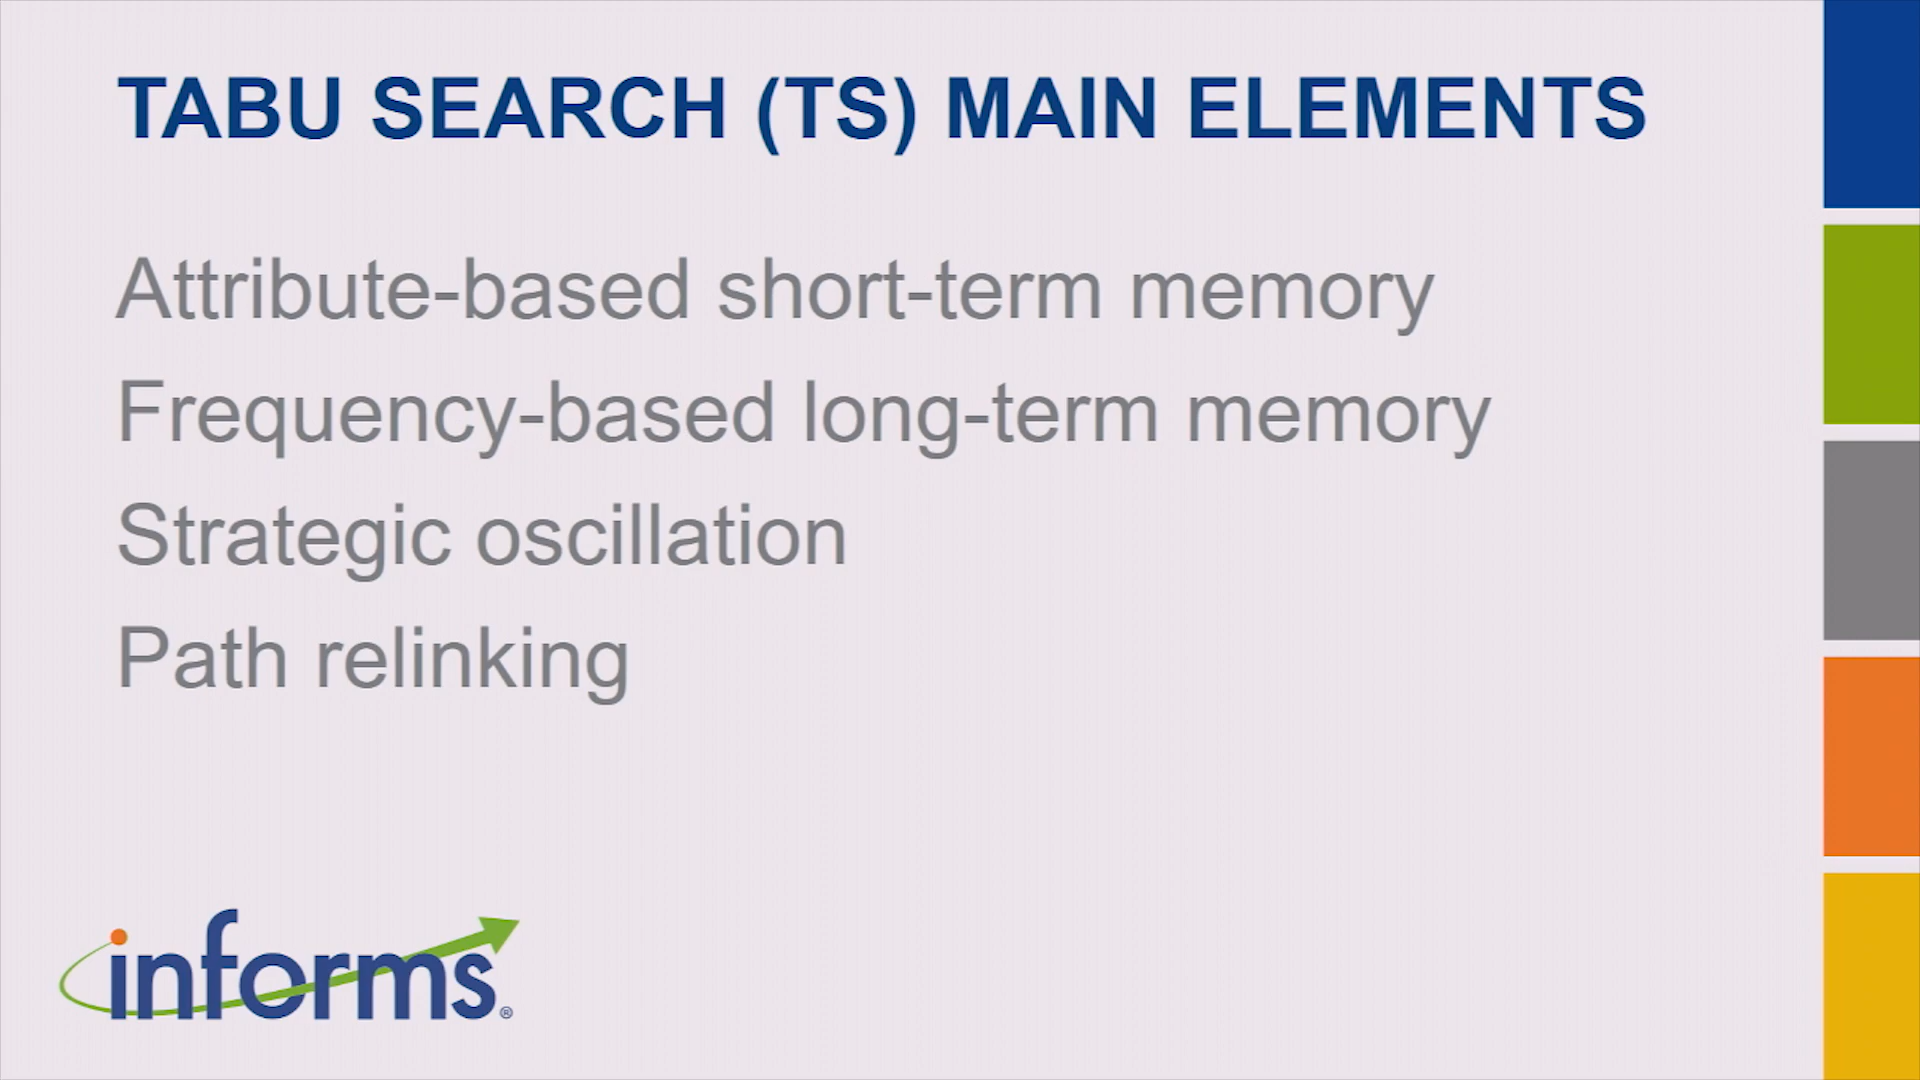 TABU SEARCH (TS) MAIN ELEMENTS
Attribute-based short-term memory
Frequency-based long-term memory
Strategic oscillation
Path relinking
informs®